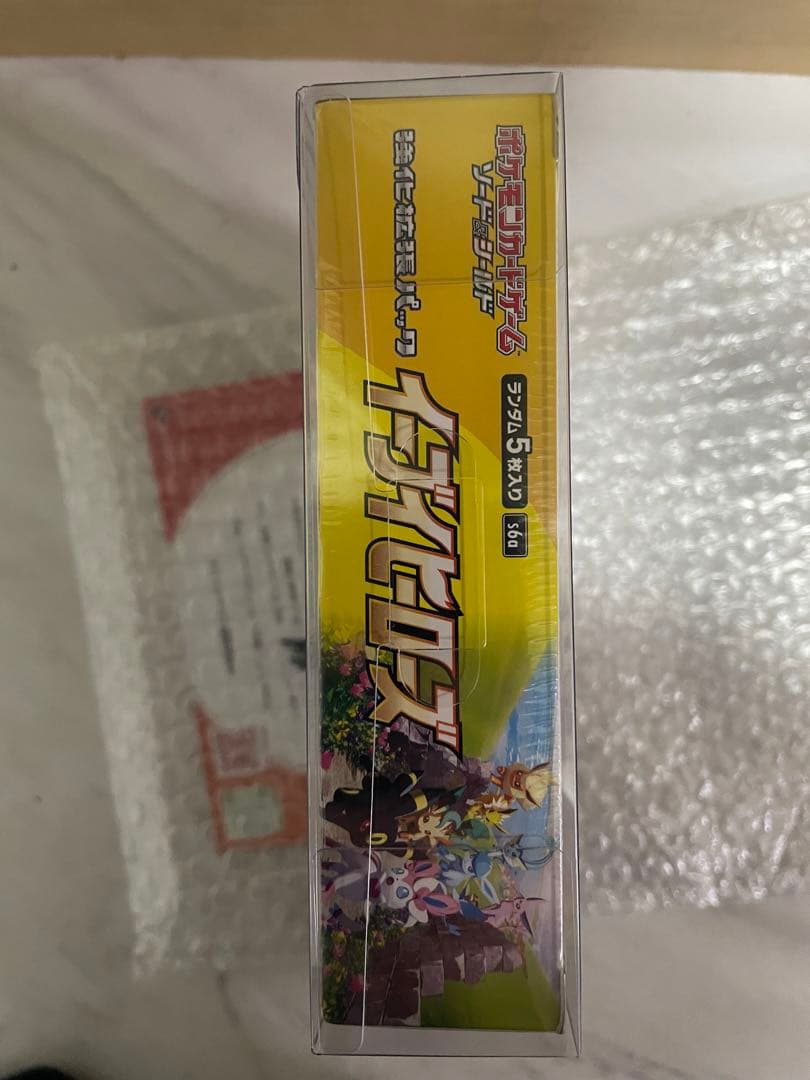 ポケモンカードゲーム
ソード&シールド
強化拡張パック
ランダム5枚入り
s6a
イーブイヒーローズ